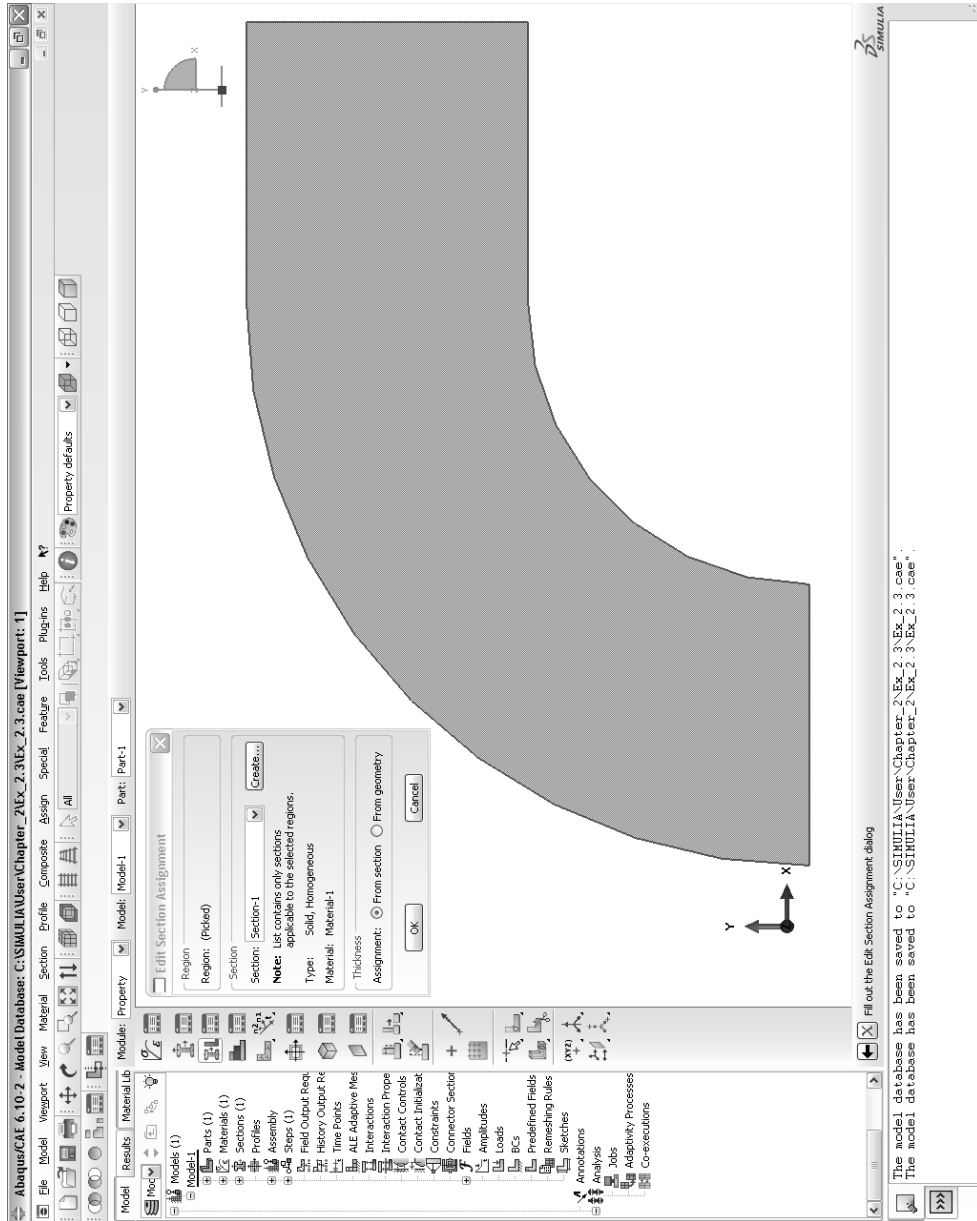 Abaqus/CAE 6.10-2 - Model Database: C:\SIMULIA\User\Chapter_2\Ex_2.3\Ex_2.3.cae [Viewport: 1]
File Model Viewport View Material Section Profile Composite Assign Special Feature Tools Plug-ins Help
All
Property defaults
Model Results Material Lib
Module: Property Model: Model-1 Part: Part-1
Models (1)
Model-1
Parts (1)
Materials (1)
Sections (1)
Profiles
Assembly
Steps (1)
Field Output Requ
History Output Re
Time Points
ALE Adaptive Mes
Interactions
Interaction Prope
Contact Controls
Contact Initializat
Constraints
Connector Section
Fields
Amplitudes
Loads
BCs
Predefined Fields
Remeshing Rules
Sketches
Annotations
Analysis
Jobs
Adaptivity Processes
Co-executions
(XYZ)
Edit Section Assignment
Region
Region: (Picked)
Section
Section: Section-1 Create...
Note: List contains only sections
applicable to the selected regions.
Type: Solid, Homogeneous
Material: Material-1
Thickness
Assignment: From section From geometry
OK Cancel
Y
X
Z
Y
X
Fill out the Edit Section Assignment dialog
DS SIMULIA
The model database has been saved to "C:\SIMULIA\User\Chapter_2\Ex_2.3\Ex_2.3.cae".
The model database has been saved to "C:\SIMULIA\User\Chapter_2\Ex_2.3\Ex_2.3.cae".
>>>